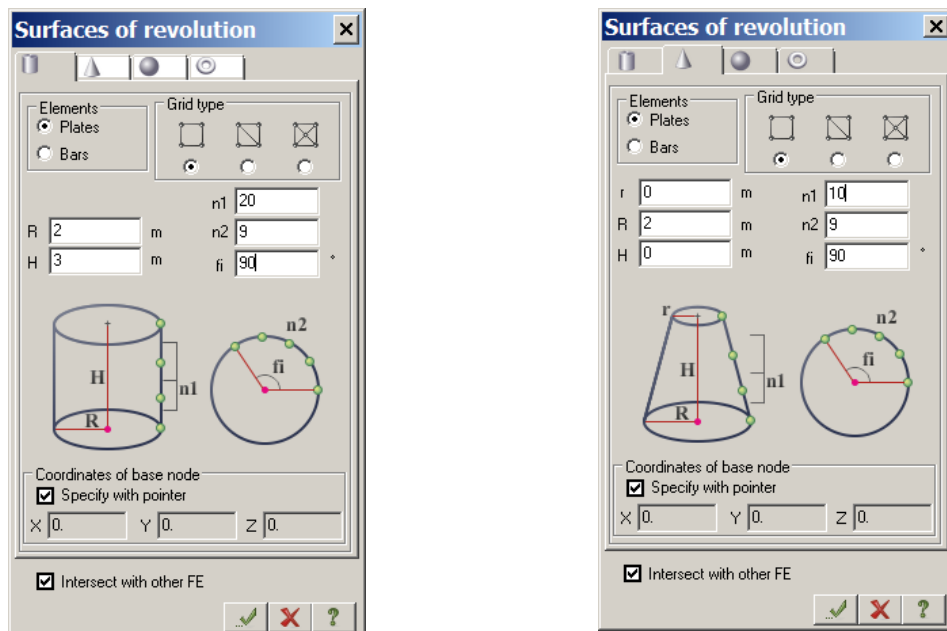 Surfaces of revolution
Elements
Plates
Bars
Grid type
n1 20
R 2 m n2 9
H 3 m fi 90 °
n2
H
fi
n1
R
Coordinates of base node
Specify with pointer
X 0. Y 0. Z 0.
Intersect with other FE
?
Surfaces of revolution
Elements
Plates
Bars
Grid type
r 0 m n1 10
R 2 m n2 9
H 0 m fi 90 °
r
n2
H
fi
n1
R
Coordinates of base node
Specify with pointer
X 0. Y 0. Z 0.
Intersect with other FE
?